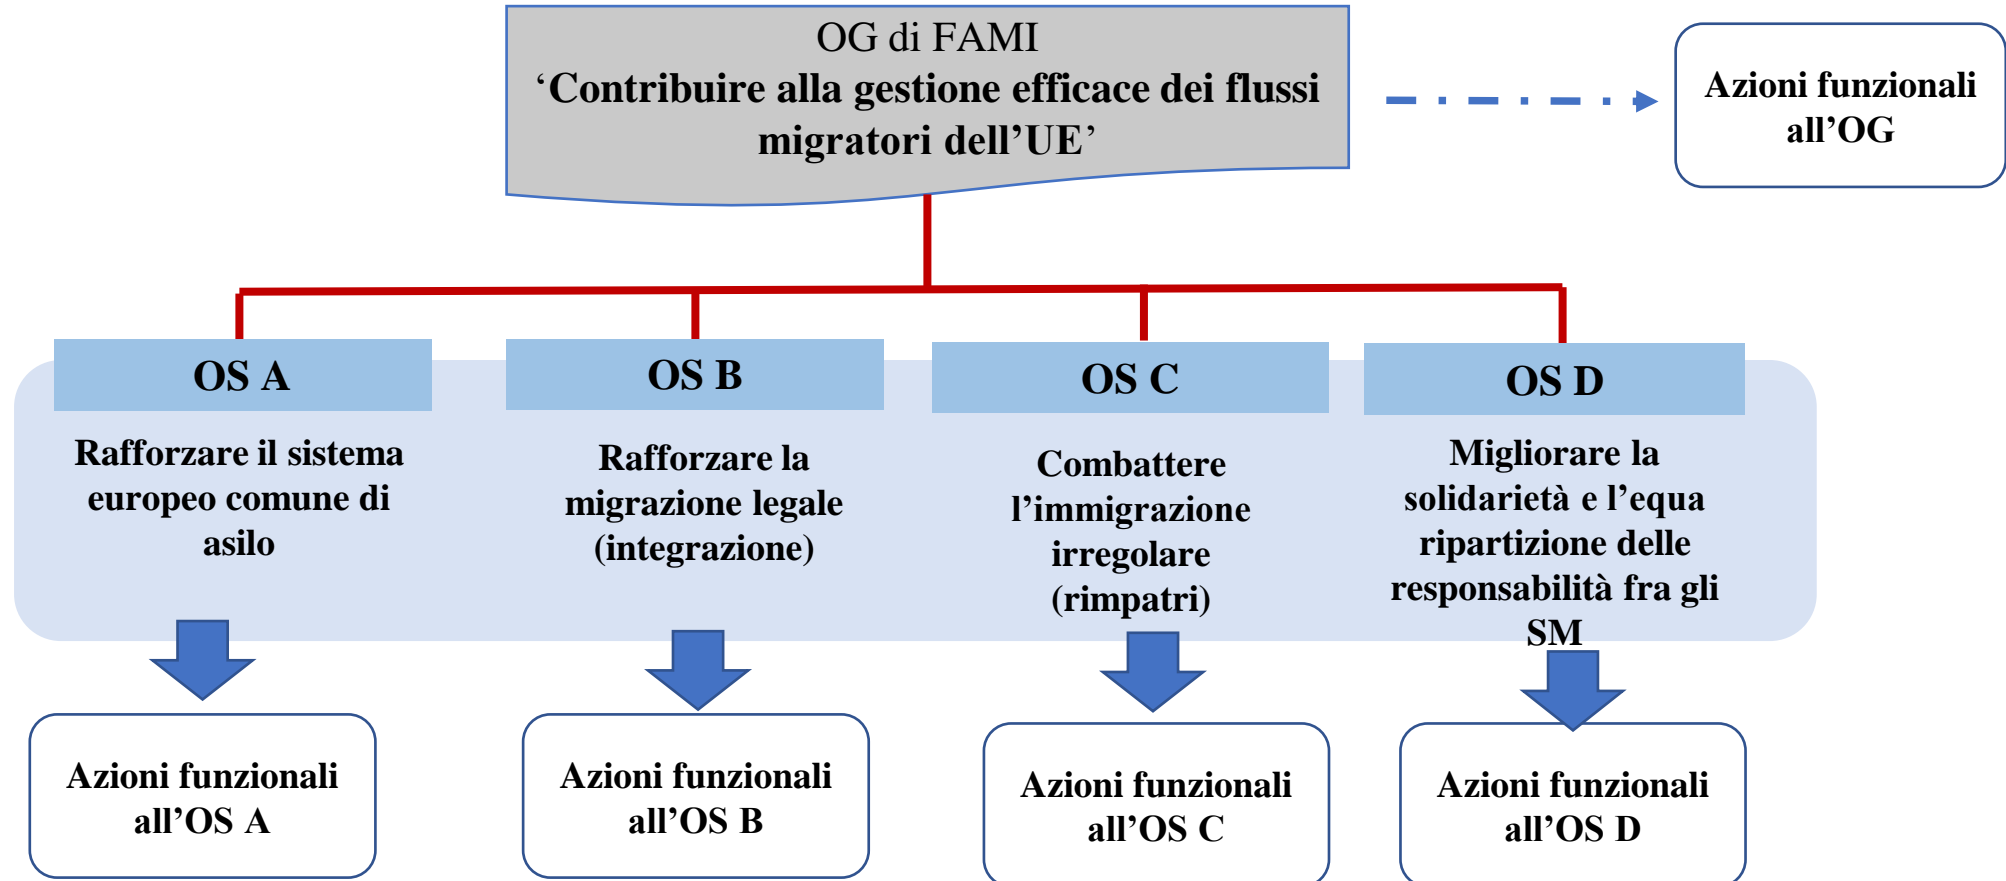 OG di FAMI
‘Contribuire alla gestione efficace dei flussi
migratori dell’UE’
Azioni funzionali
all’OG
OS A
OS B
OS C
OS D
Rafforzare il sistema
europeo comune di
asilo
Rafforzare la
migrazione legale
(integrazione)
Combattere
l’immigrazione
irregolare
(rimpatri)
Migliorare la
solidarietà e l’equa
ripartizione delle
responsabilità fra gli
SM
Azioni funzionali
all’OS A
Azioni funzionali
all’OS B
Azioni funzionali
all’OS C
Azioni funzionali
all’OS D